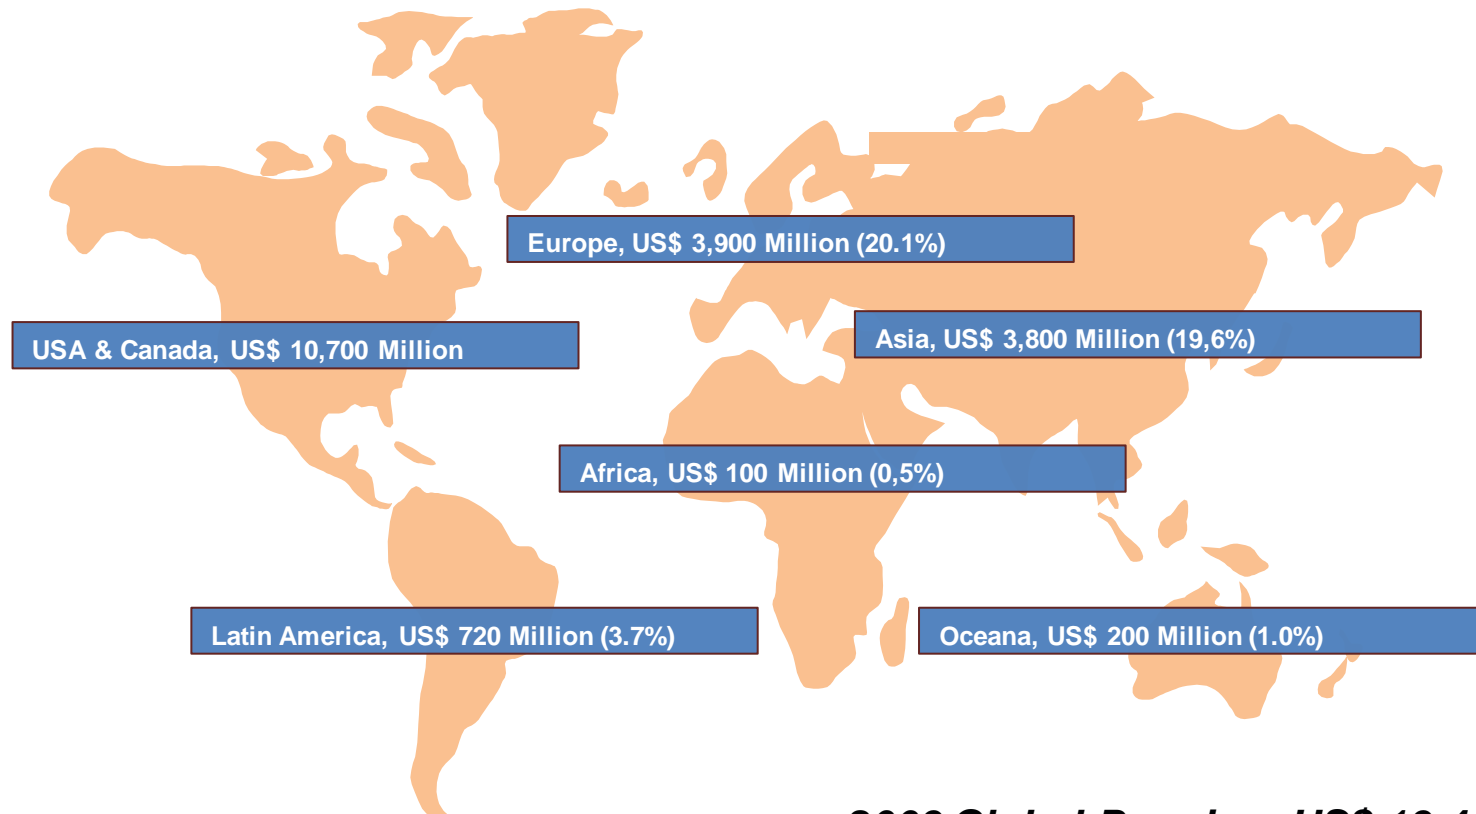 Europe, US$ 3,900 Million (20.1%)
USA & Canada, US$ 10,700 Million
Asia, US$ 3,800 Million (19,6%)
Africa, US$ 100 Million (0,5%)
Latin America, US$ 720 Million (3.7%)
Oceana, US$ 200 Million (1.0%)
Global US$